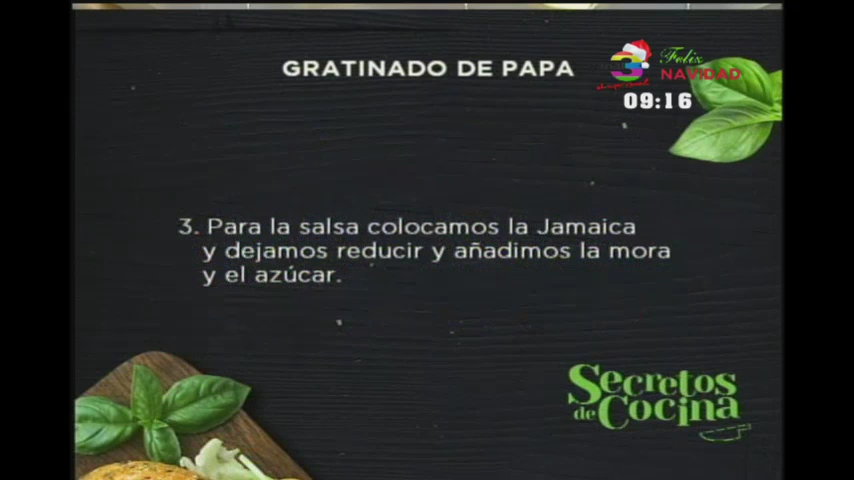 GRATINADO DE PAPA
3
Feliz
NAVIDAD
09:16
3. Para la salsa colocamos la Jamaica
y dejamos reducir y añadimos la mora
y el azúcar.
Secretos
de Cocina